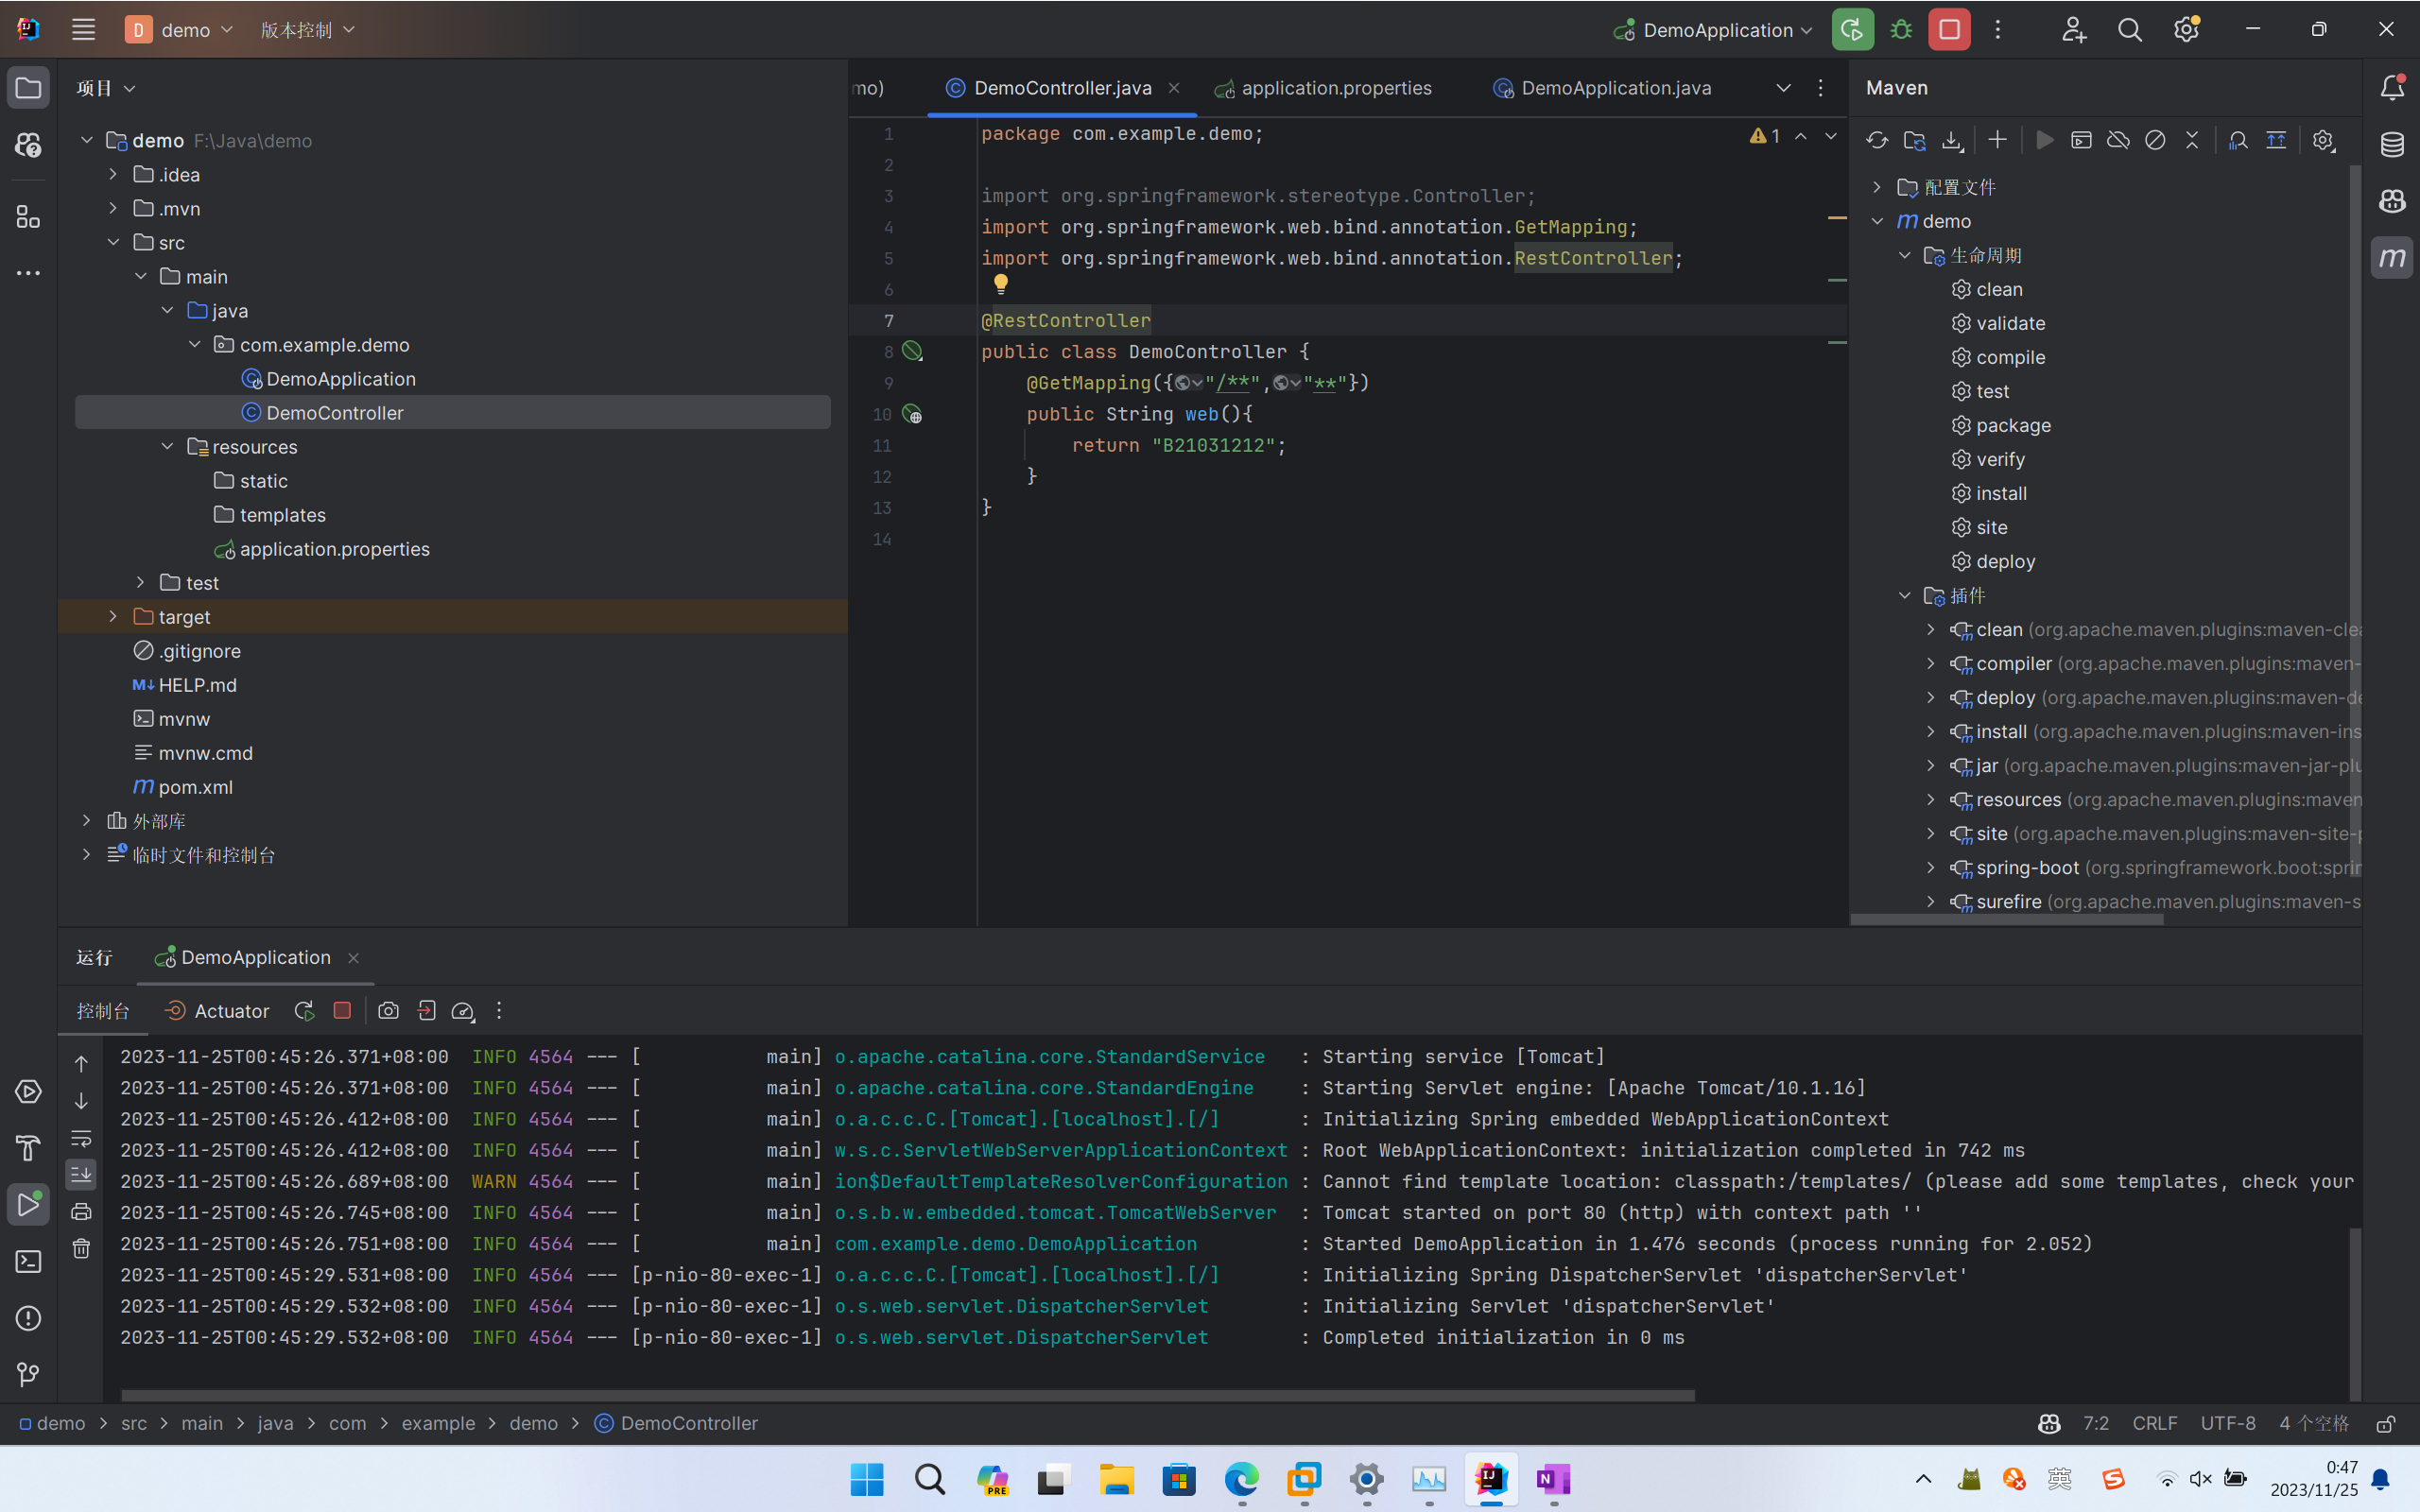 D demo 版本控制 DemoApplication
项目
demo F:\Java\demo
.idea
.mvn
src
main
java
com.example.demo
DemoApplication
DemoController
resources
static
templates
application.properties
test
target
.gitignore
M↓ HELP.md
mvnw
mvnw.cmd
m pom.xml
外部库
临时文件和控制台
mo) DemoController.java application.properties DemoApplication.java
1 package com.example.demo;
2
3 import org.springframework.stereotype.Controller;
4 import org.springframework.web.bind.annotation.GetMapping;
5 import org.springframework.web.bind.annotation.RestController;
6
7 @RestController
8 public class DemoController {
9 @GetMapping({"/**","**"})
10 public String web(){
11 return "B21031212";
12 }
13 }
14
1
Maven
配置文件
m demo
生命周期
clean
validate
compile
test
package
verify
install
site
deploy
插件
clean (org.apache.maven.plugins:maven-clea
compiler (org.apache.maven.plugins:maven-
deploy (org.apache.maven.plugins:maven-de
install (org.apache.maven.plugins:maven-ins
jar (org.apache.maven.plugins:maven-jar-plu
resources (org.apache.maven.plugins:maven
site (org.apache.maven.plugins:maven-site-p
spring-boot (org.springframework.boot:sprin
surefire (org.apache.maven.plugins:maven-s
运行 DemoApplication
控制台 Actuator
2023-11-25T00:45:26.371+08:00 INFO 4564 --- [ main] o.apache.catalina.core.StandardService : Starting service [Tomcat]
2023-11-25T00:45:26.371+08:00 INFO 4564 --- [ main] o.apache.catalina.core.StandardEngine : Starting Servlet engine: [Apache Tomcat/10.1.16]
2023-11-25T00:45:26.412+08:00 INFO 4564 --- [ main] o.a.c.c.C.[Tomcat].[localhost].[/] : Initializing Spring embedded WebApplicationContext
2023-11-25T00:45:26.412+08:00 INFO 4564 --- [ main] w.s.c.ServletWebServerApplicationContext : Root WebApplicationContext: initialization completed in 742 ms
2023-11-25T00:45:26.689+08:00 WARN 4564 --- [ main] ion$DefaultTemplateResolverConfiguration : Cannot find template location: classpath:/templates/ (please add some templates, check your
2023-11-25T00:45:26.745+08:00 INFO 4564 --- [ main] o.s.b.w.embedded.tomcat.TomcatWebServer : Tomcat started on port 80 (http) with context path ''
2023-11-25T00:45:26.751+08:00 INFO 4564 --- [ main] com.example.demo.DemoApplication : Started DemoApplication in 1.476 seconds (process running for 2.052)
2023-11-25T00:45:29.531+08:00 INFO 4564 --- [p-nio-80-exec-1] o.a.c.c.C.[Tomcat].[localhost].[/] : Initializing Spring DispatcherServlet 'dispatcherServlet'
2023-11-25T00:45:29.532+08:00 INFO 4564 --- [p-nio-80-exec-1] o.s.web.servlet.DispatcherServlet : Initializing Servlet 'dispatcherServlet'
2023-11-25T00:45:29.532+08:00 INFO 4564 --- [p-nio-80-exec-1] o.s.web.servlet.DispatcherServlet : Completed initialization in 0 ms
demo > src > main > java > com > example > demo > DemoController
7:2 CRLF UTF-8 4 个空格
PRE
英
0:47
2023/11/25